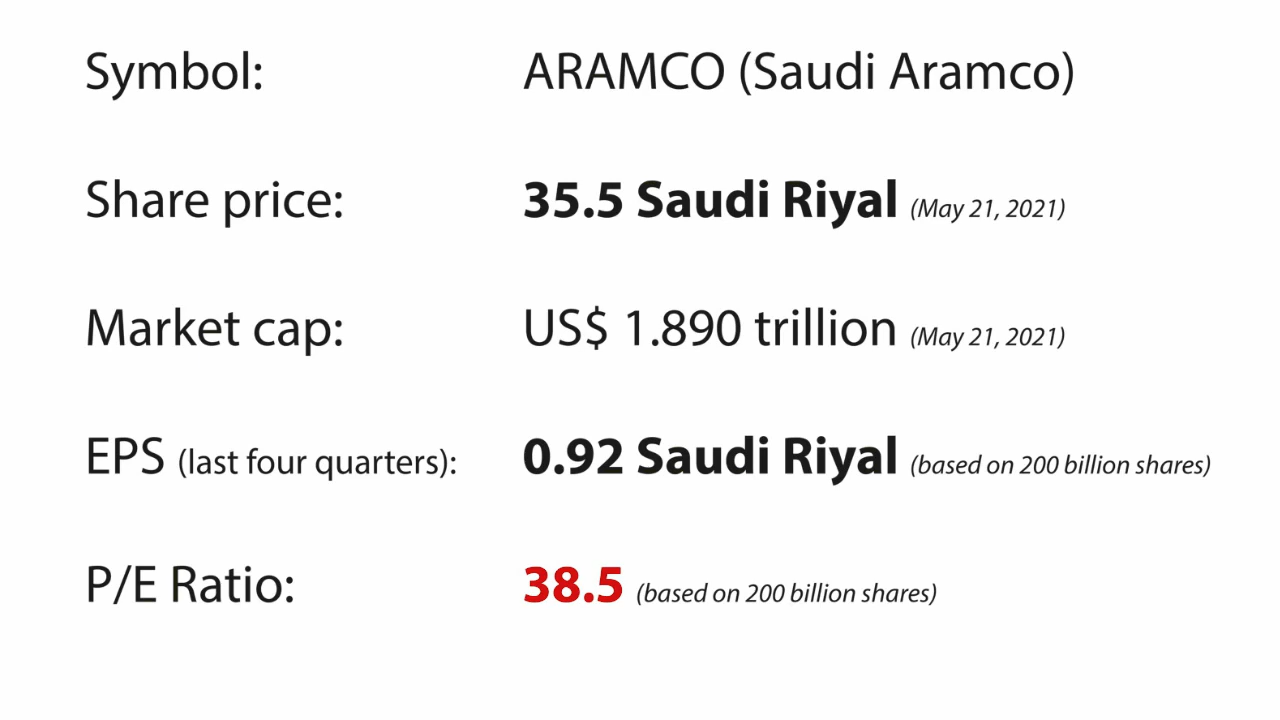 Symbol: ARAMCO (Saudi Aramco)
Share price: 35.5 Saudi Riyal (May 21, 2021)
Market cap: US$ 1.890 trillion (May 21, 2021)
EPS (last four quarters): 0.92 Saudi Riyal (based on 200 billion shares)
P/E Ratio: 38.5 (based on 200 billion shares)